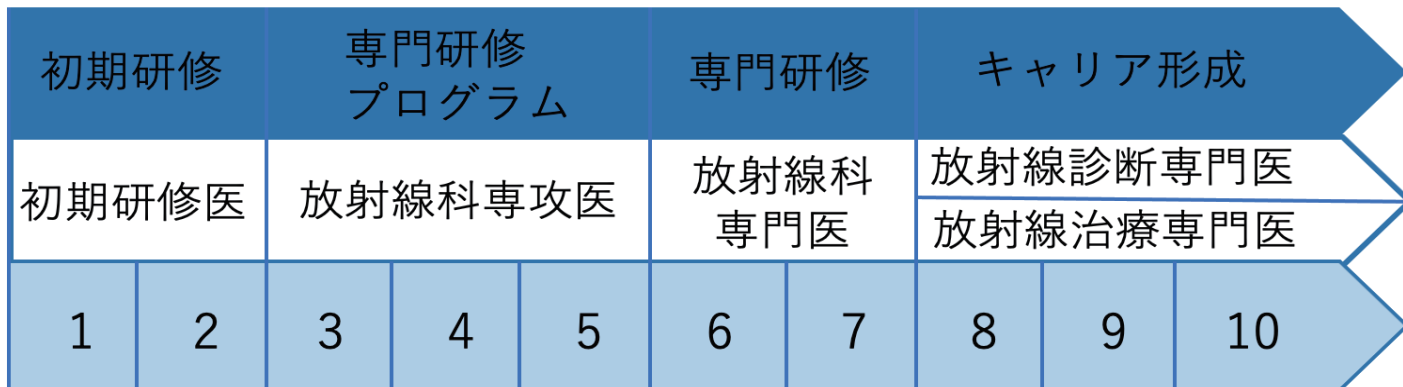 初期研修
専門研修
プログラム
専門研修
キャリア形成
初期研修医
放射線科専攻医
放射線科
専門医
放射線診断専門医
放射線治療専門医
1 2 3 4 5 6 7 8 9 10